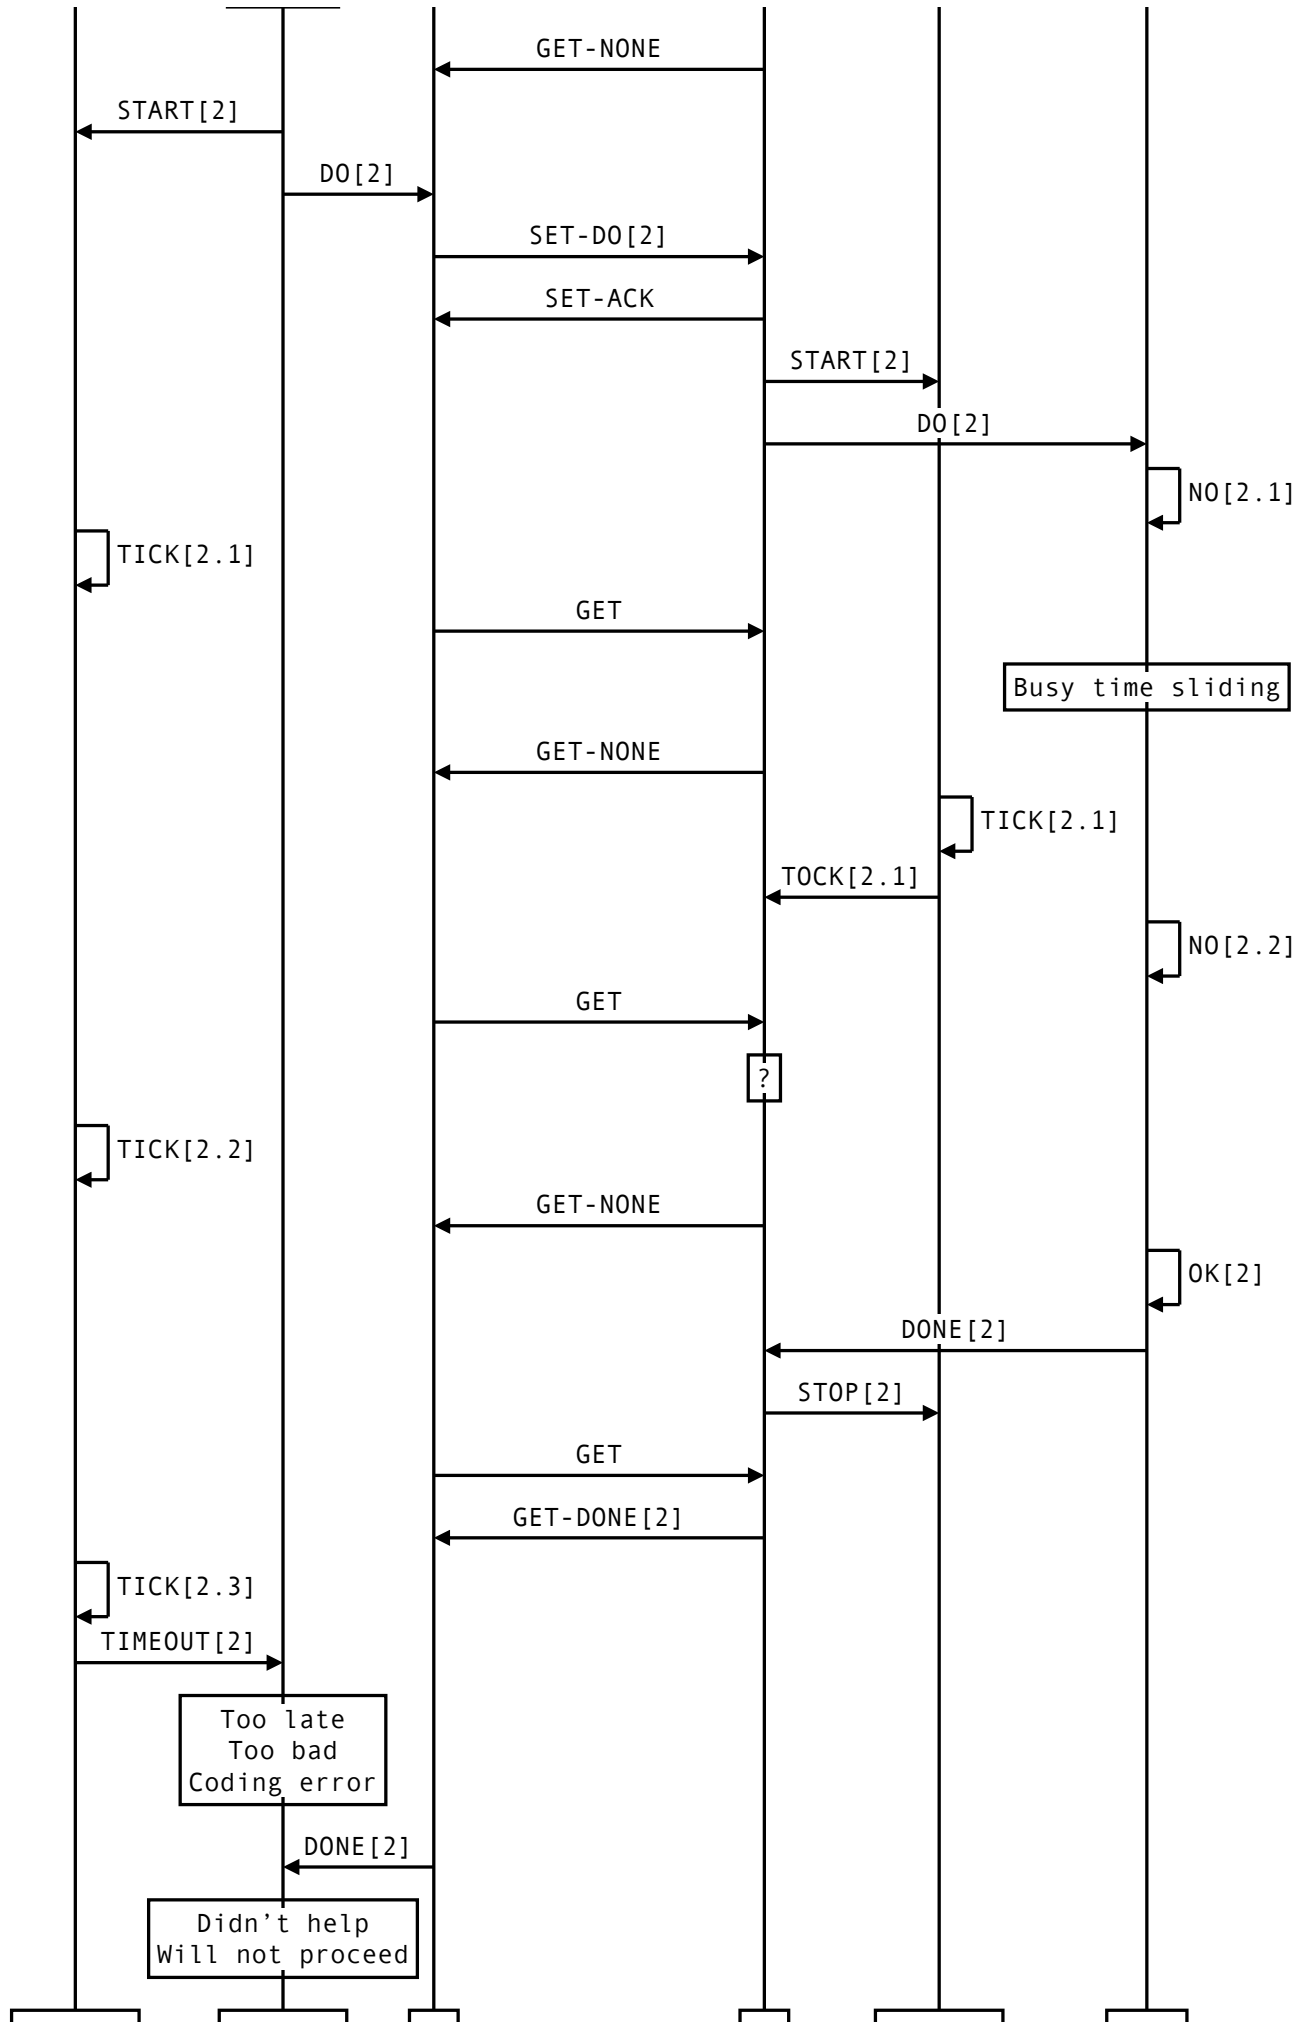 GET-NONE
START[2]
DO[2]
SET-DO[2]
SET-ACK
START[2]
DO[2]
NO[2.1]
TICK[2.1]
GET
Busy time sliding
GET-NONE
TICK[2.1]
TOCK[2.1]
NO[2.2]
GET
?
TICK[2.2]
GET-NONE
OK[2]
DONE[2]
STOP[2]
GET
GET-DONE[2]
TICK[2.3]
TIMEOUT[2]
Too late
Too bad
Coding error
DONE[2]
Didn't help
Will not proceed